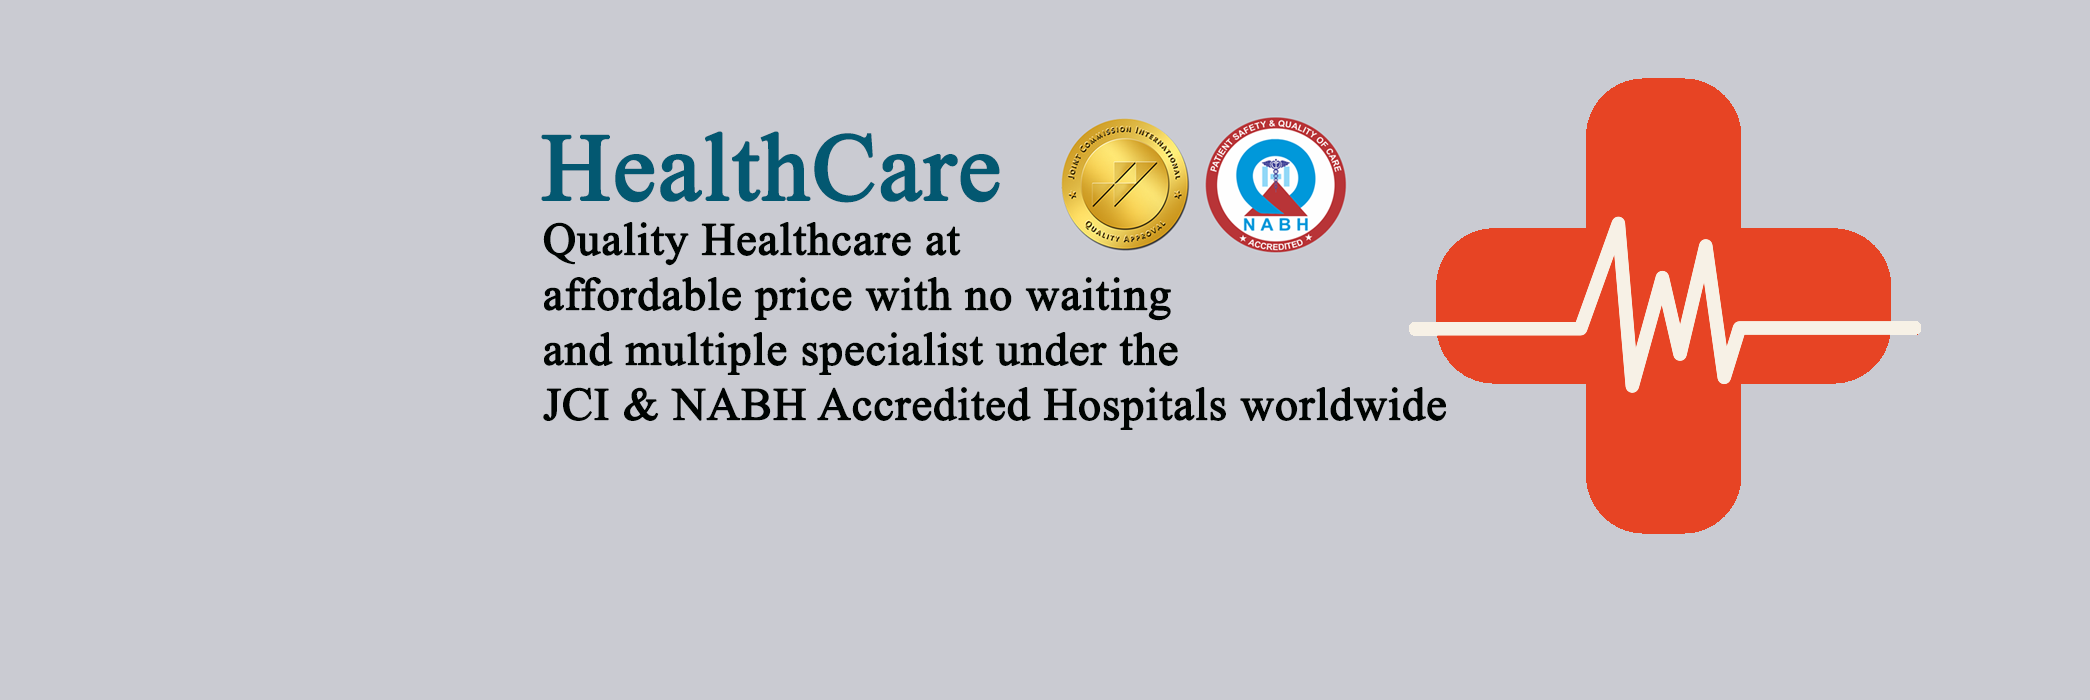 HealthCare
Quality Healthcare at
affordable price with no waiting
and multiple specialist under the
JCI & NABH Accredited Hospitals worldwide
JOINT COMMISSION INTERNATIONAL
QUALITY APPROVAL
PATIENT SAFETY & QUALITY OF CARE
NABH
ACCREDITED